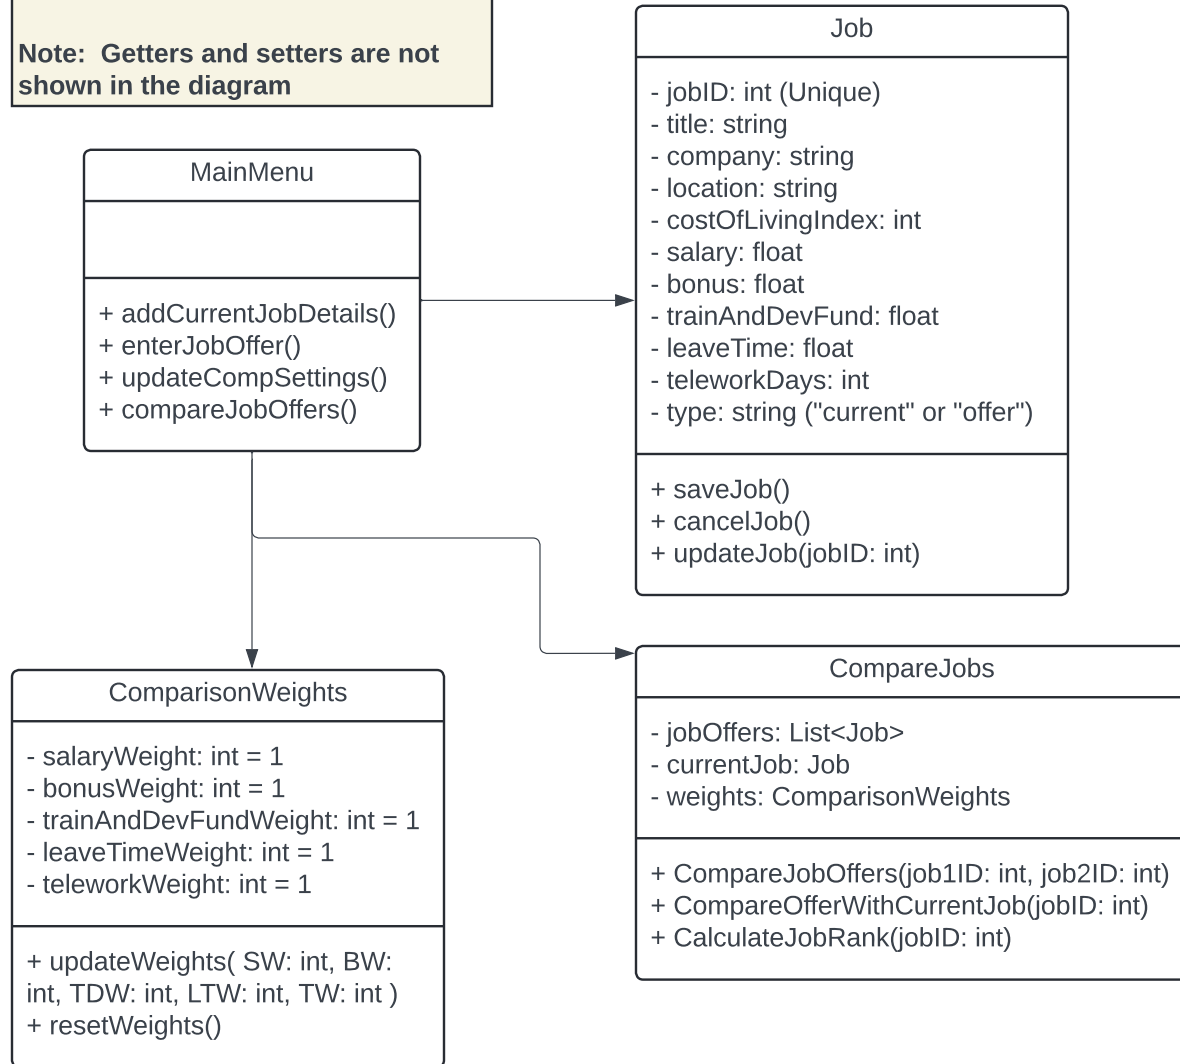 Note:  Getters and setters are not
shown in the diagram
MainMenu
+ addCurrentJobDetails()
+ enterJobOffer()
+ updateCompSettings()
+ compareJobOffers()
Job
- jobID: int (Unique)
- title: string
- company: string
- location: string
- costOfLivingIndex: int
- salary: float
- bonus: float
- trainAndDevFund: float
- leaveTime: float
- teleworkDays: int
- type: string ("current" or "offer")
+ saveJob()
+ cancelJob()
+ updateJob(jobID: int)
ComparisonWeights
- salaryWeight: int = 1
- bonusWeight: int = 1
- trainAndDevFundWeight: int = 1
- leaveTimeWeight: int = 1
- teleworkWeight: int = 1
+ updateWeights( SW: int, BW:
int, TDW: int, LTW: int, TW: int )
+ resetWeights()
CompareJobs
- jobOffers: List<Job>
- currentJob: Job
- weights: ComparisonWeights
+ CompareJobOffers(job1ID: int, job2ID: int)
+ CompareOfferWithCurrentJob(jobID: int)
+ CalculateJobRank(jobID: int)